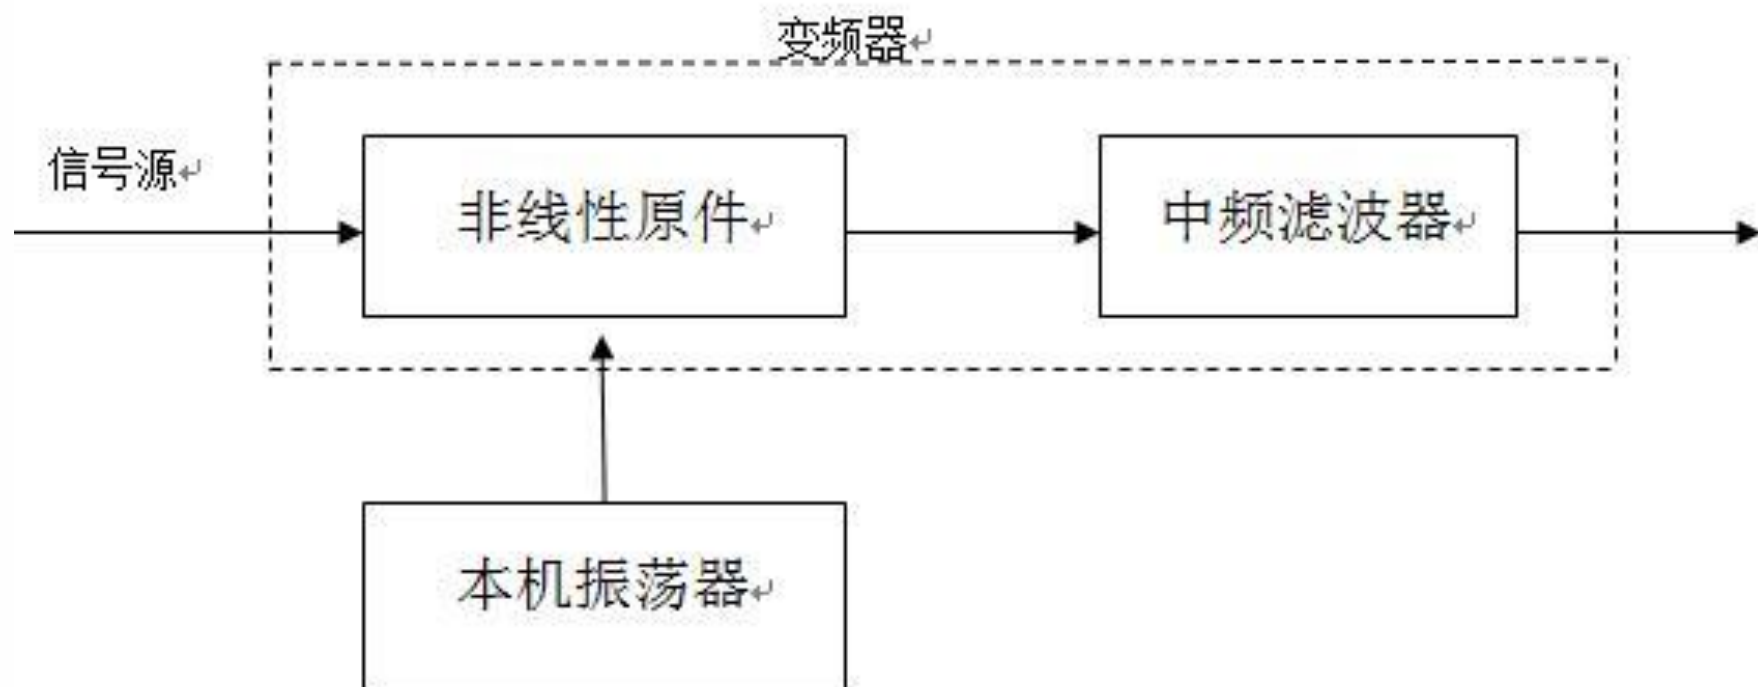 变频器
信号源
非线性原件
中频滤波器
本机振荡器